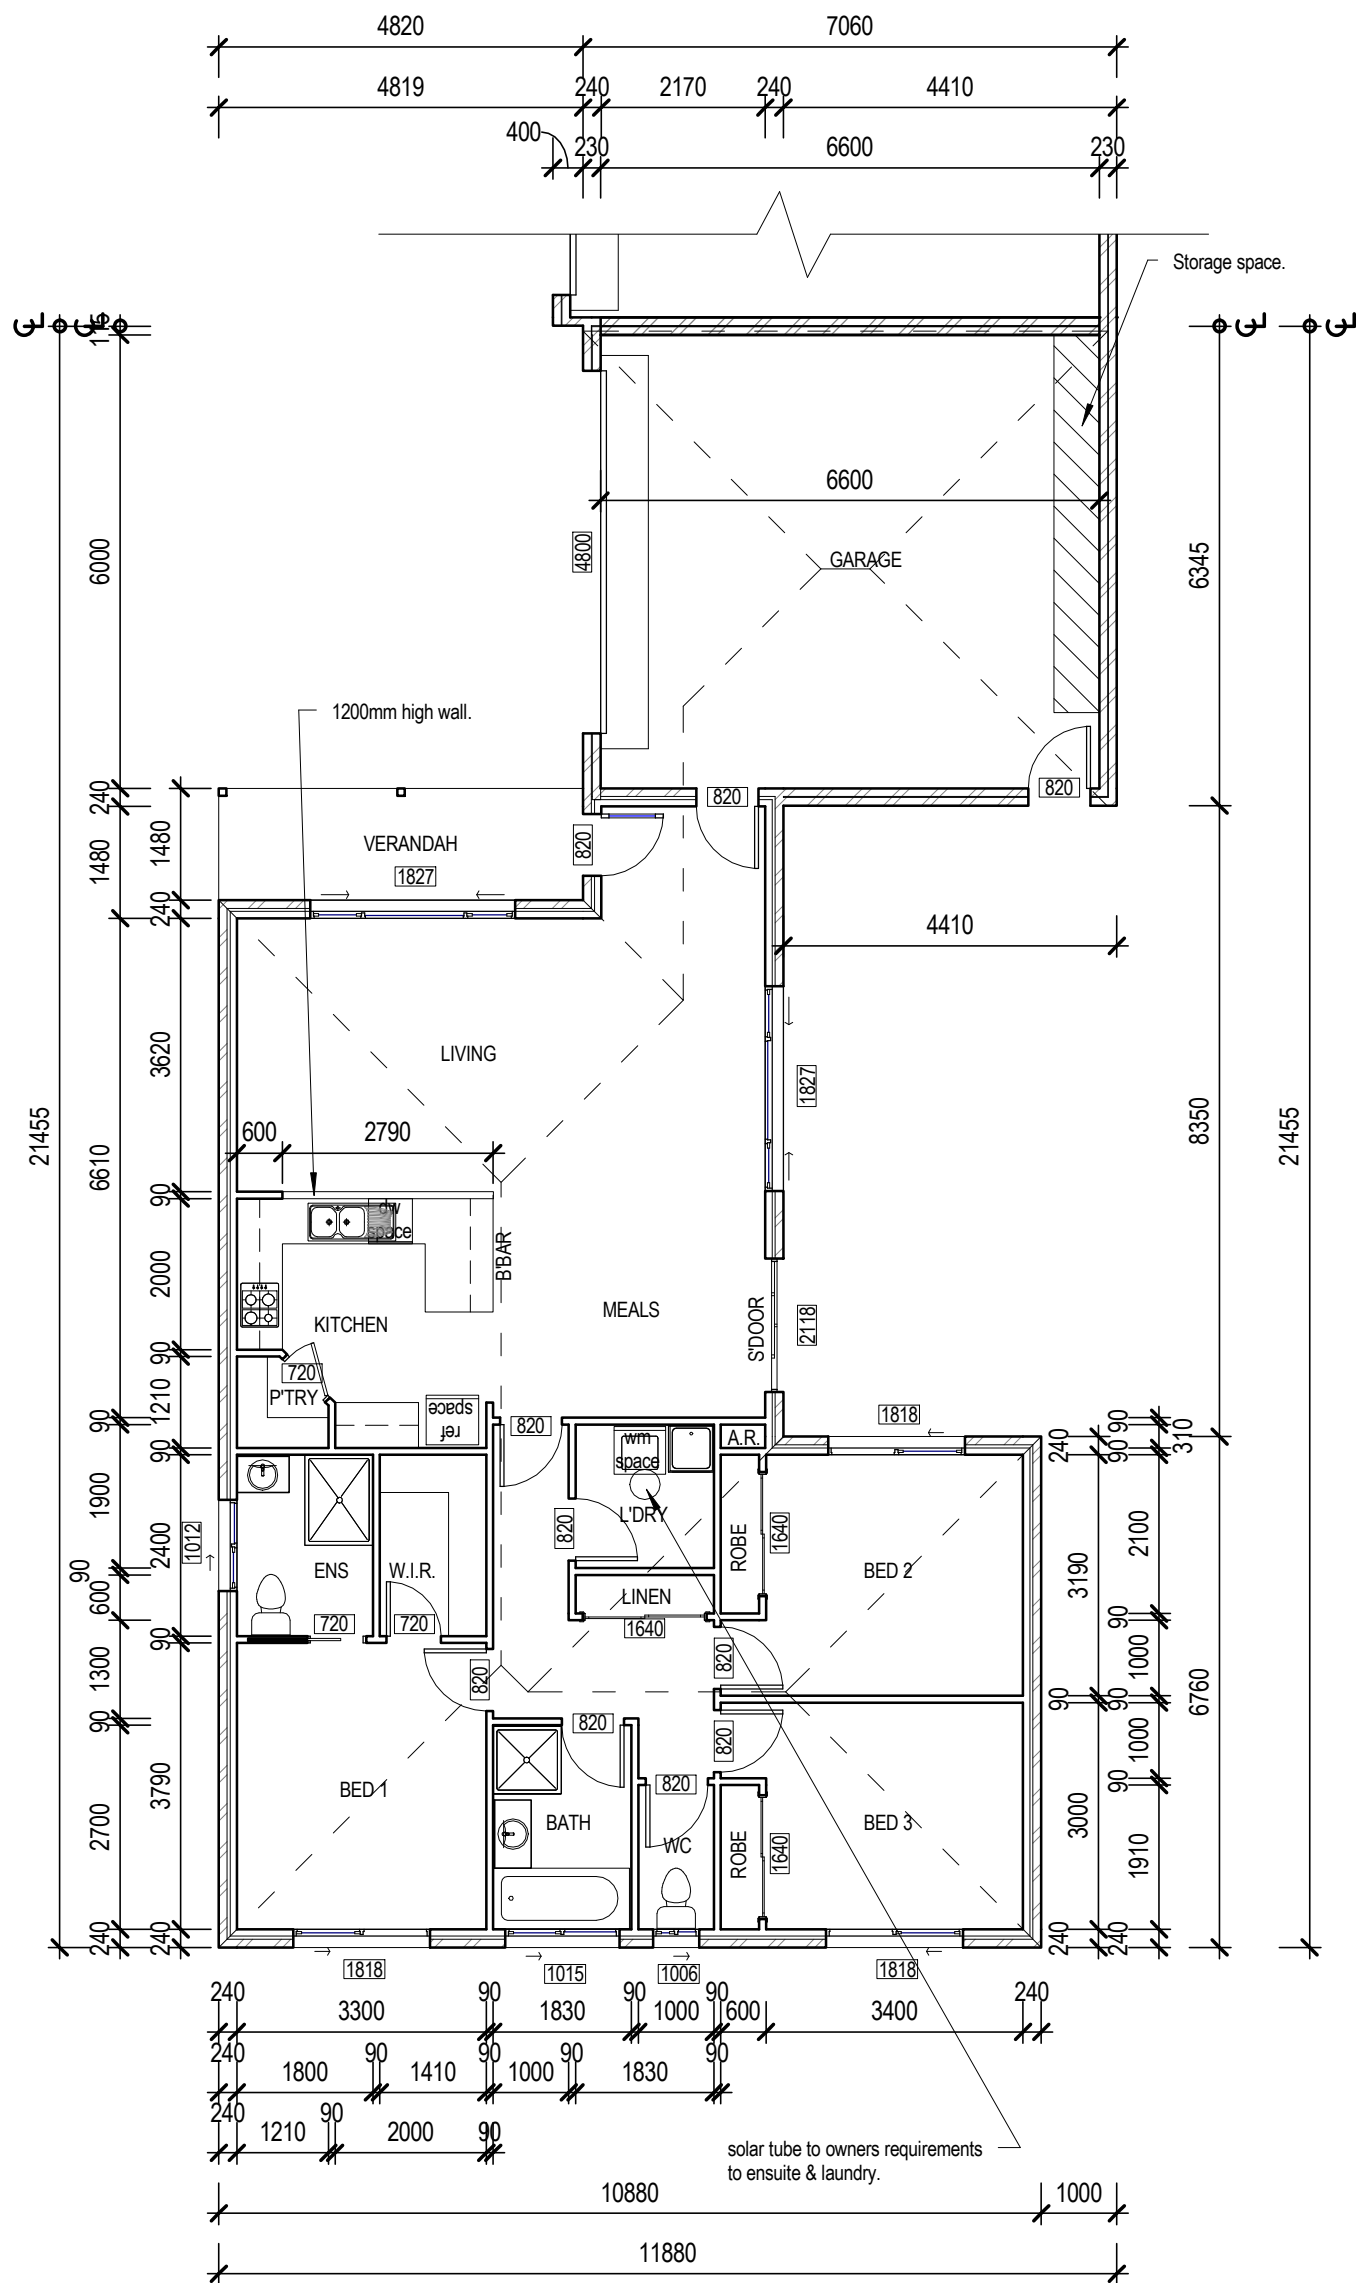 4820 7060
4819 240 2170 240 4410
400 230 6600 230
Storage space.
CL CL CL CL
6600
4800
GARAGE
6000
6345
1200mm high wall.
820 820
240
VERANDAH
820
1827
1480 1480
240
4410
3620
LIVING
1827
21455
6610
8350
21455
600 2790
90
dw
space
B'BAR
2000
KITCHEN
MEALS
S'DOOR
2118
90
720
P'TRY
1210
ref
space
90
90
820
wm
space
A.R.
1818
240
90
90
310
1900
1012
2400
90
600
ENS
W.I.R.
820
L'DRY
ROBE
1640
BED 2
2100
3190
LINEN
1640
720 720
90
1300
820
820
90
1000
90
90
6760
90
820
820
1000
BED 1
820
90
3790
2700
BATH
WC
ROBE
1640
BED 3
3000
1910
240 240
240 240
1818 1015 1006 1818
240 3300 90 1830 90 1000 90 600 3400 240
240 1800 90 1410 90 1000 90 1830 90
240 1210 90 2000 90
solar tube to owners requirements
to ensuite & laundry.
10880 1000
11880